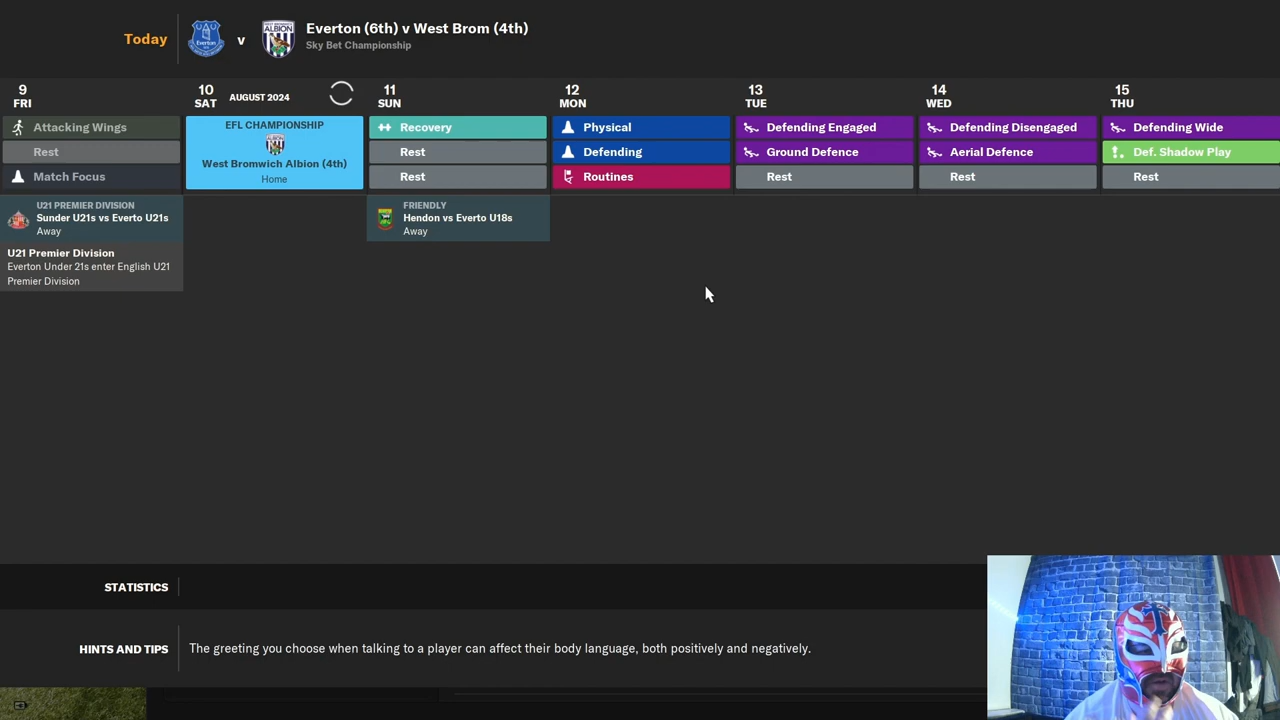 Today
v
Everton (6th) v West Brom (4th)
Sky Bet Championship
9
FRI
10
SAT
AUGUST 2024
11
SUN
12
MON
13
TUE
14
WED
15
THU
Attacking Wings
Rest
Match Focus
EFL CHAMPIONSHIP
West Bromwich Albion (4th)
Home
Recovery
Rest
Rest
Physical
Defending
Routines
Defending Engaged
Ground Defence
Rest
Defending Disengaged
Aerial Defence
Rest
Defending Wide
Def. Shadow Play
Rest
U21 PREMIER DIVISION
Sunder U21s vs Everto U21s
Away
U21 Premier Division
Everton Under 21s enter English U21
Premier Division
FRIENDLY
Hendon vs Everto U18s
Away
STATISTICS
HINTS AND TIPS
The greeting you choose when talking to a player can affect their body language, both positively and negatively.